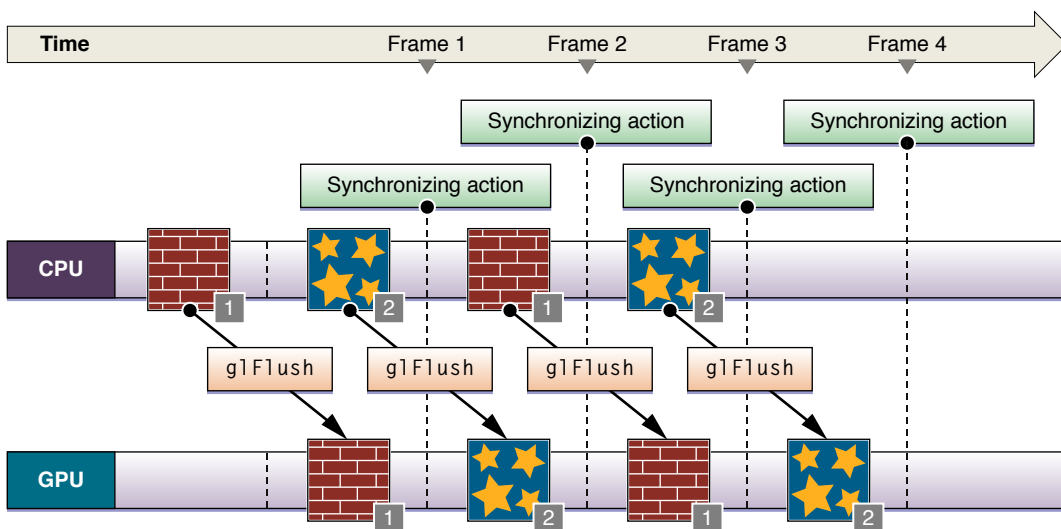 Time Frame 1 Frame 2 Frame 3 Frame 4
Synchronizing action Synchronizing action
Synchronizing action Synchronizing action
CPU
1 2 1 2
glFlush glFlush glFlush glFlush
GPU
1 2 1 2